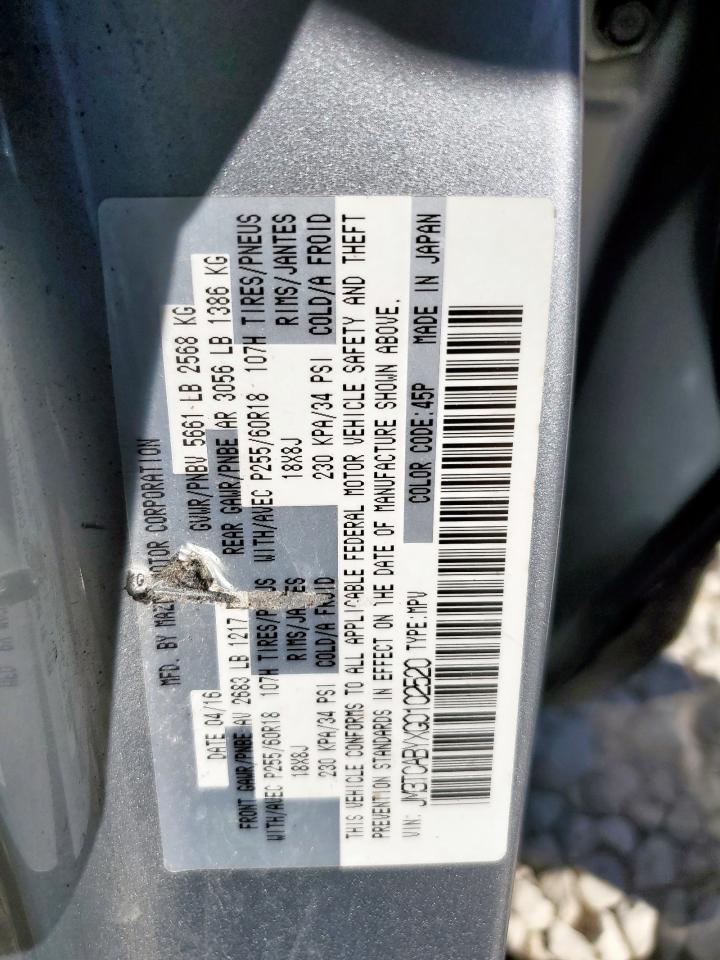 MFD. BY MAZDA MOTOR CORPORATION
DATE 04/16 GVWR/PNBV 5661 LB 2568 KG
FRONT GAWR/PNBE AV 2683 LB 1217 REAR GAWR/PNBE AR 3056 LB 1386 KG
WITH/AVEC P255/60R18 107H TIRES/PNEUS WITH/AVEC P255/60R18 107H TIRES/PNEUS
18X8J RIMS/JANTES 18X8J RIMS/JANTES
230 KPA/34 PSI COLD/A FROID 230 KPA/34 PSI COLD/A FROID
THIS VEHICLE CONFORMS TO ALL APPLICABLE FEDERAL MOTOR VEHICLE SAFETY AND THEFT
PREVENTION STANDARDS IN EFFECT ON THE DATE OF MANUFACTURE SHOWN ABOVE.
VIN: JM3TCABYXG0102520 TYPE:MPV COLOR CODE:45P MADE IN JAPAN